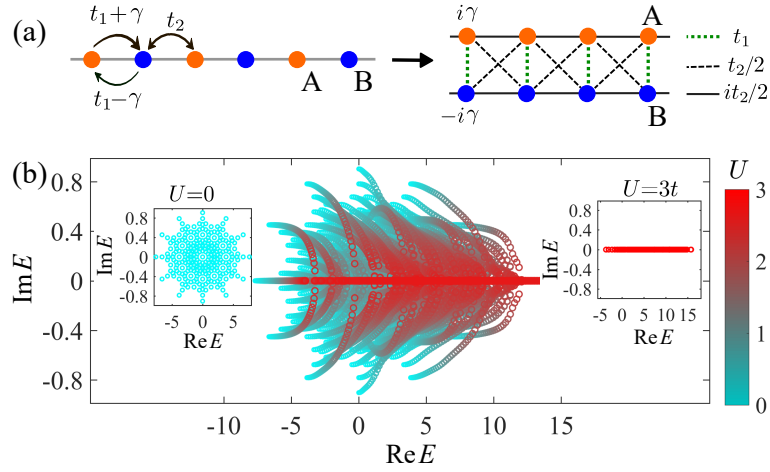 (a)
t₁+γ
t₂
t₁−γ
A
B
iγ
A
−iγ
B
t₁
t₂/2
it₂/2
(b)
U
U=0
ImE
0.8
0.4
0
-0.4
-0.8
-5 0 5
ReE
U=3t
ImE
0.8
0.4
0
-0.4
-0.8
-5 0 5 10 15
ReE
ImE
0.8
0.4
0
-0.4
-0.8
-10 -5 0 5 10 15
ReE
3
2
1
0